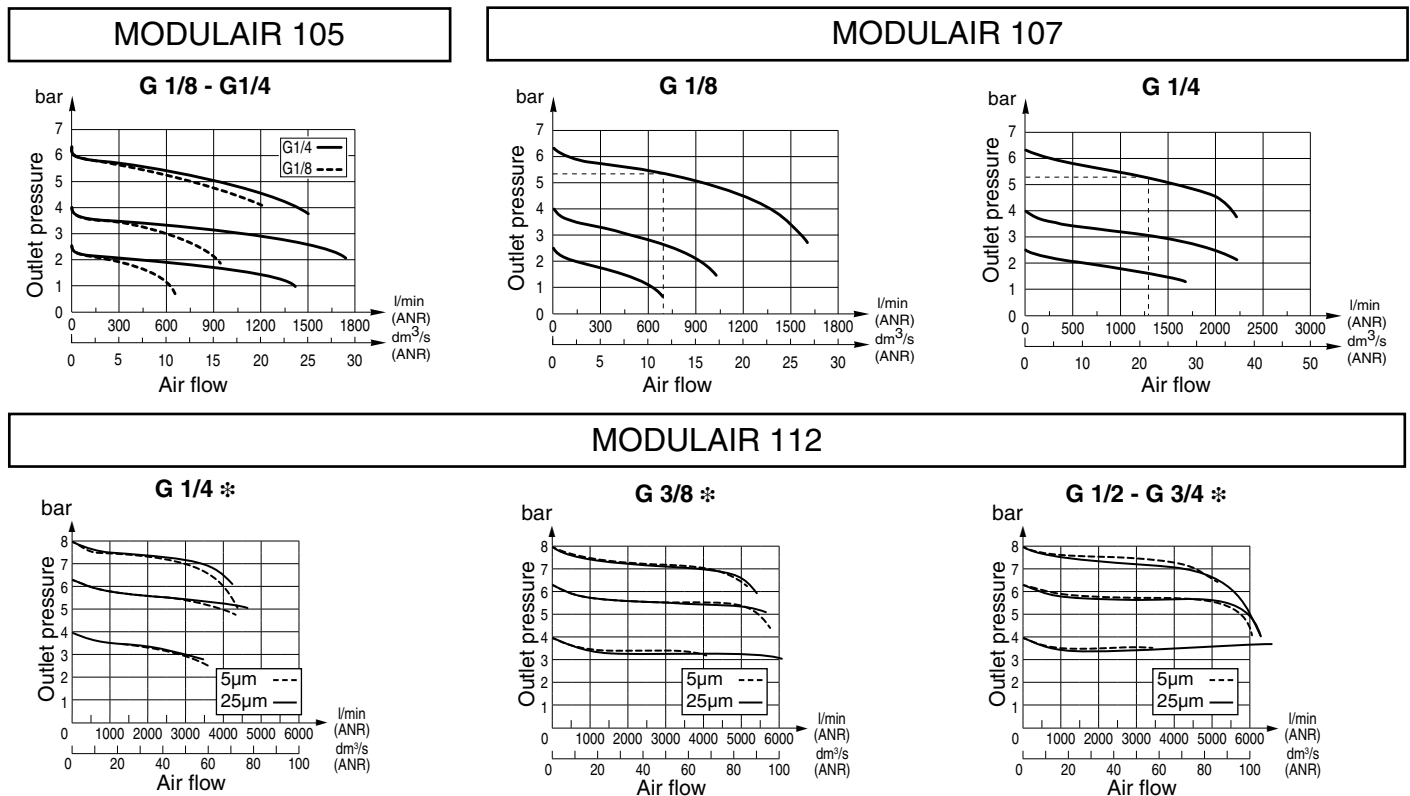 MODULAIR 105
MODULAIR 107
G 1/8 - G1/4
bar
Outlet pressure
7
6
5
4
3
2
1
0
G1/4
G1/8
0 300 600 900 1200 1500 1800
l/min
(ANR)
dm³/s
(ANR)
0 5 10 15 20 25 30
Air flow
G 1/8
bar
Outlet pressure
7
6
5
4
3
2
1
0
0 300 600 900 1200 1500 1800
l/min
(ANR)
dm³/s
(ANR)
0 5 10 15 20 25 30
Air flow
G 1/4
bar
Outlet pressure
7
6
5
4
3
2
1
0
0 500 1000 1500 2000 2500 3000
l/min
(ANR)
dm³/s
(ANR)
0 10 20 30 40 50
Air flow
MODULAIR 112
G 1/4 ✻
bar
Outlet pressure
8
7
6
5
4
3
2
1
5µm
25µm
0 1000 2000 3000 4000 5000 6000
l/min
(ANR)
dm³/s
(ANR)
0 20 40 60 80 100
Air flow
G 3/8 ✻
bar
Outlet pressure
8
7
6
5
4
3
2
1
0 1000 2000 3000 4000 5000 6000
l/min
(ANR)
dm³/s
(ANR)
0 20 40 60 80 100
Air flow
G 1/2 - G 3/4 ✻
bar
Outlet pressure
8
7
6
5
4
3
2
1
5µm
25µm
0 1000 2000 3000 4000 5000 6000
l/min
(ANR)
dm³/s
(ANR)
0 20 40 60 80 100
Air flow